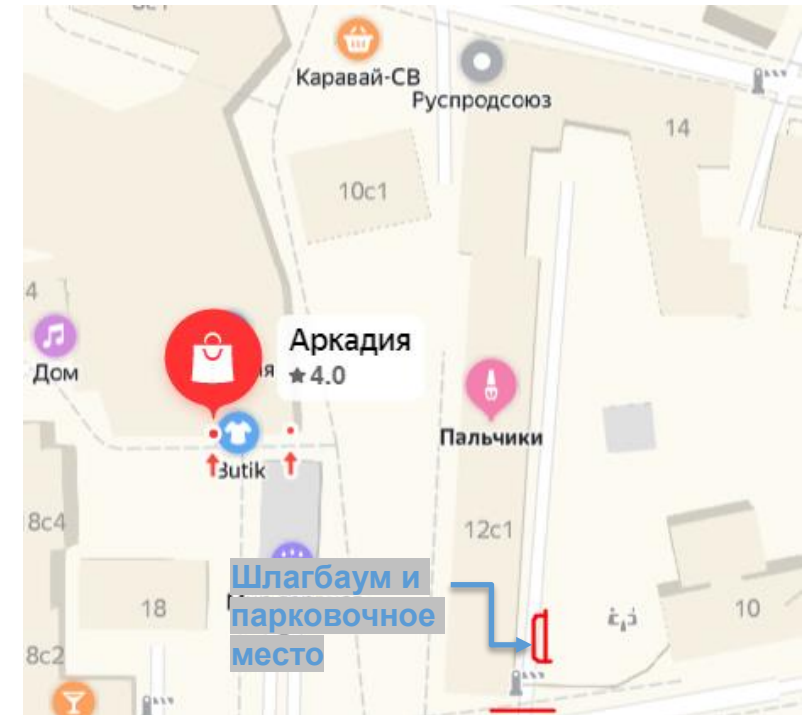 Каравай-СВ
Руспродсоюз
14
10с1
4
Дом
Аркадия
я
4.0
Butik
Пальчики
8с4
12с1
Шлагбаум и
парковочное
место
18
10
8с2